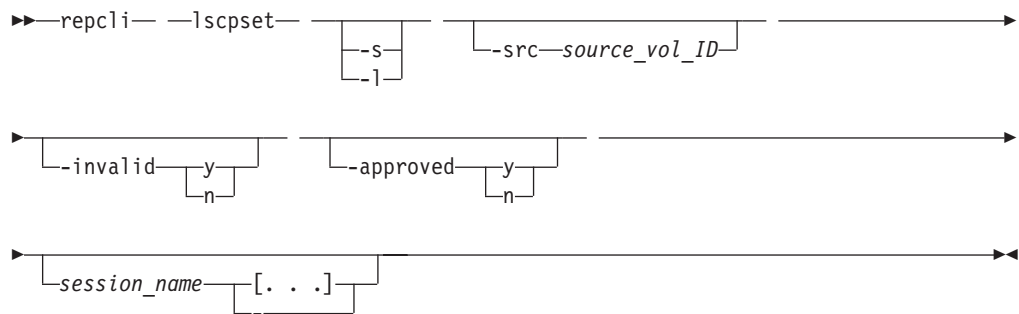 repcli lscpset
-s
-l
-src source_vol_ID
-invalid y
n
-approved y
n
session_name [. . .]
-